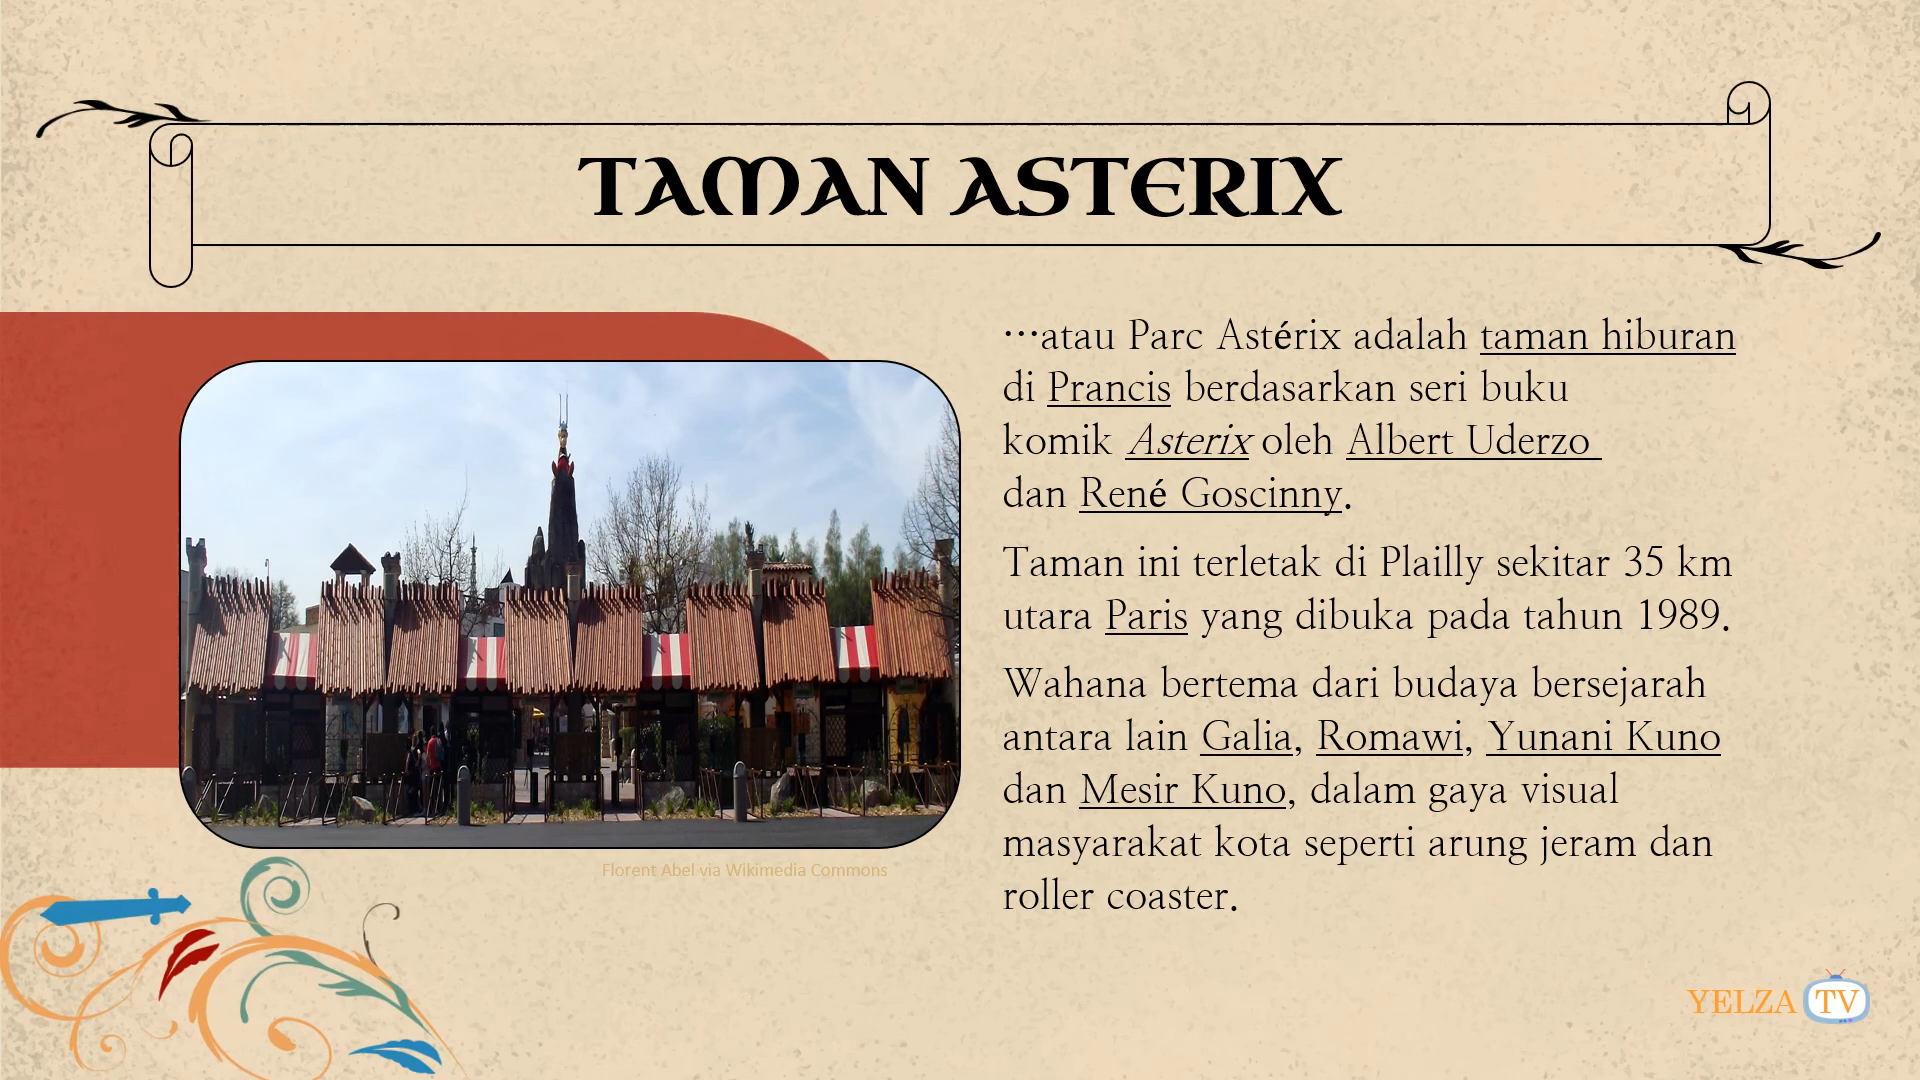 TAMAN ASTERIX
…atau Parc Astérix adalah taman hiburan
di Prancis berdasarkan seri buku
komik Asterix oleh Albert Uderzo
dan René Goscinny.
Taman ini terletak di Plailly sekitar 35 km
utara Paris yang dibuka pada tahun 1989.
Wahana bertema dari budaya bersejarah
antara lain Galia, Romawi, Yunani Kuno
dan Mesir Kuno, dalam gaya visual
masyarakat kota seperti arung jeram dan
roller coaster.
Florent Abel via Wikimedia Commons
YELZA TV